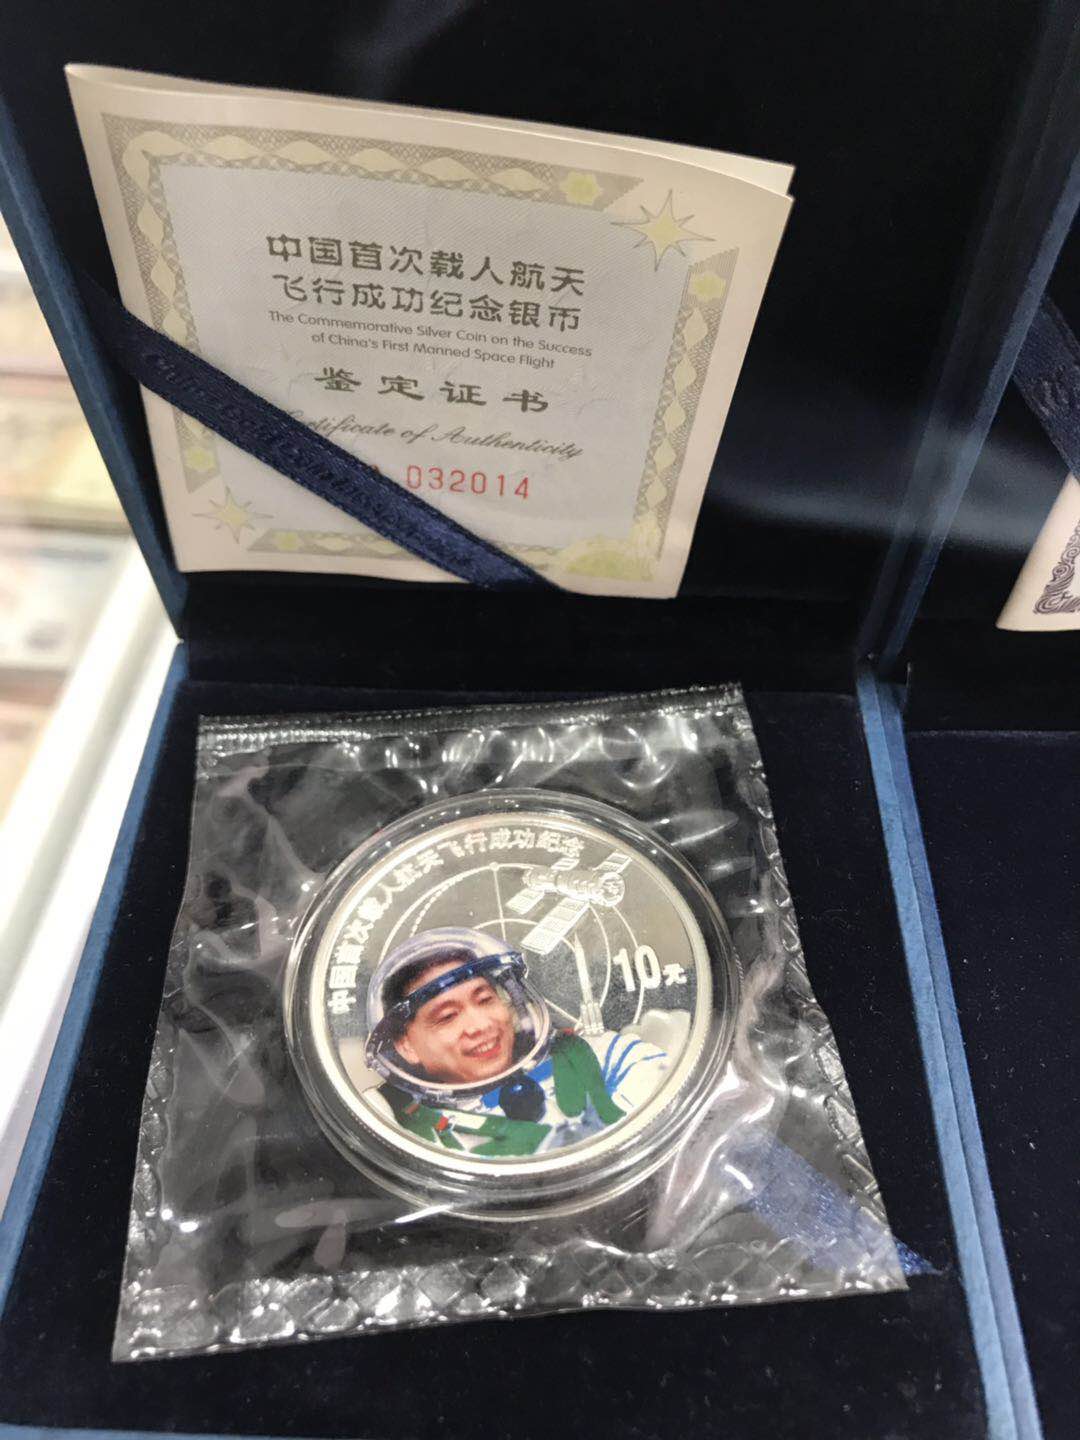 中国首次载人航天
飞行成功纪念银币
The Commemorative Silver Coin on the Success
of China's First Manned Space Flight
鉴定证书
Certificate of Authenticity
032014
中国首次载人航天飞行成功纪念
10元